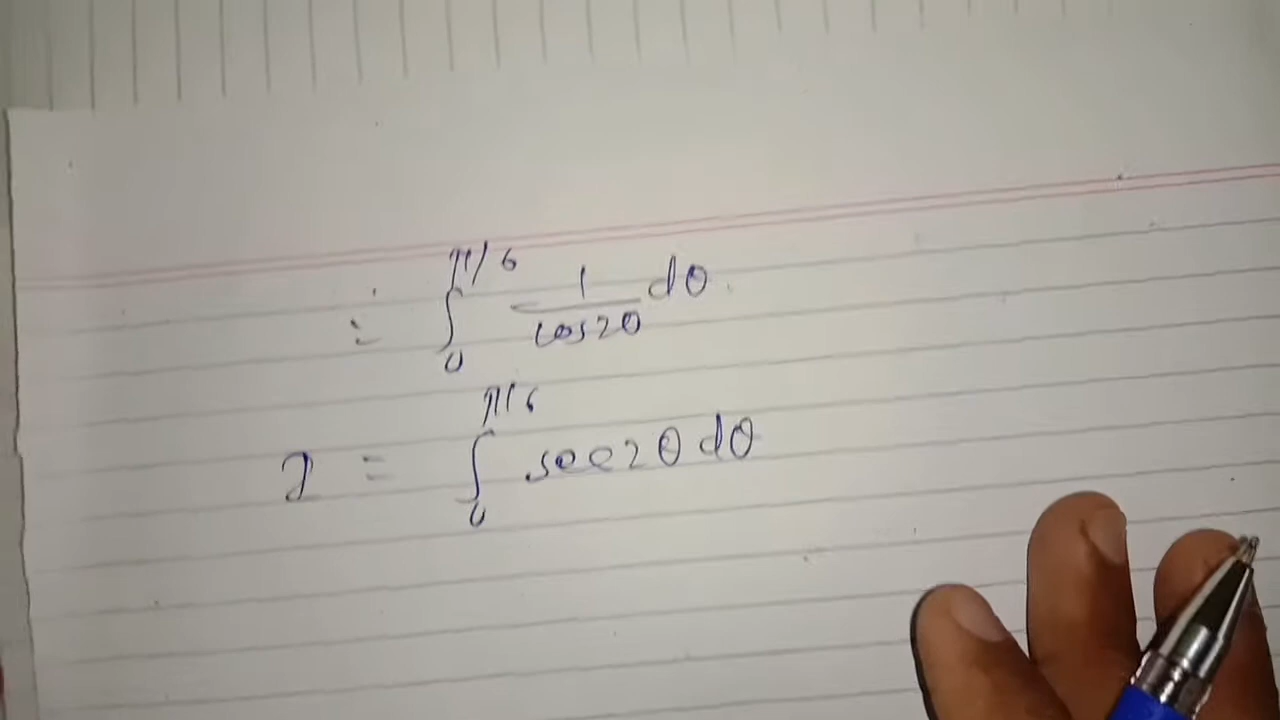 = ∫₀^{π/6} 1/cos2θ dθ.
I = ∫₀^{π/6} sec2θ dθ